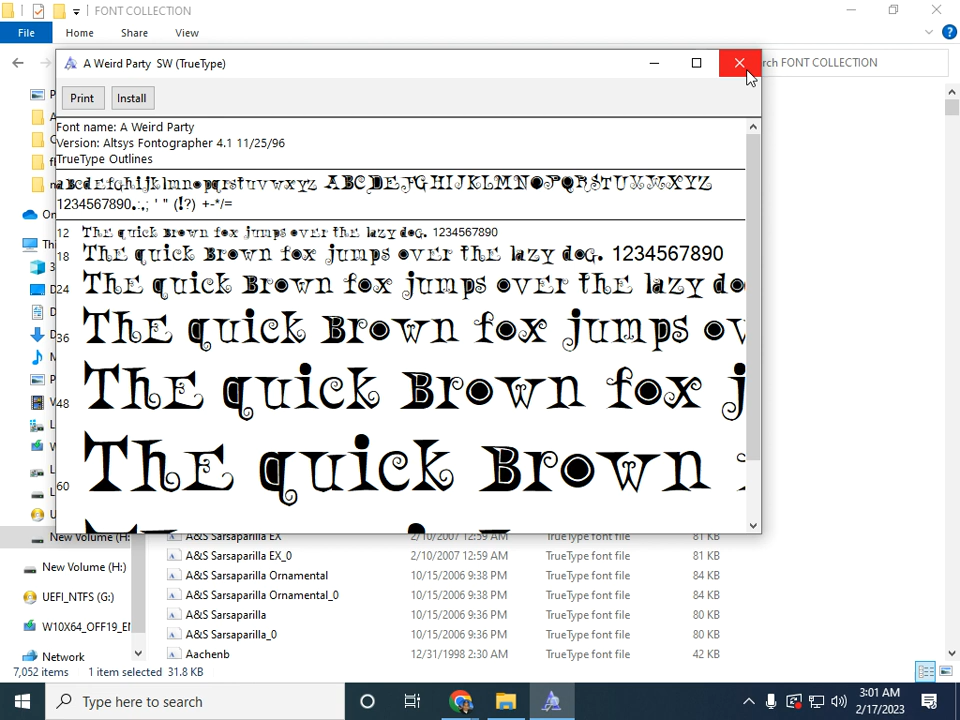 FONT COLLECTION
File Home Share View
rch FONT COLLECTION
A Weird Party SW (TrueType)
Print Install
Font name: A Weird Party
Version: Altsys Fontographer 4.1 11/25/96
TrueType Outlines
abcdefghijklmnopqrstuvwxyz ABCDEFGHIJKLMNOPQRSTUVWXYZ
1234567890.:,; ' " (!?) +-*/=
12 The quick brown fox jumps over the lazy dog. 1234567890
18 The quick brown fox jumps over the lazy dog. 1234567890
24 The quick brown fox jumps over the lazy do
36 The quick brown fox jumps ov
48 The quick brown fox j
60 The quick brown
On
Thi
3
D
D
D
N
P
V
L
W
L
L
U
New Volume (H:
New Volume (H:)
UEFI_NTFS (G:)
W10X64_OFF19_EN
Network
A&S Sarsaparilla EX 2/10/2007 12:59 AM TrueType font file 81 KB
A&S Sarsaparilla EX_0 2/10/2007 12:59 AM TrueType font file 81 KB
A&S Sarsaparilla Ornamental 10/15/2006 9:38 PM TrueType font file 84 KB
A&S Sarsaparilla Ornamental_0 10/15/2006 9:38 PM TrueType font file 84 KB
A&S Sarsaparilla 10/15/2006 9:36 PM TrueType font file 80 KB
A&S Sarsaparilla_0 10/15/2006 9:36 PM TrueType font file 80 KB
Aachenb 12/31/1998 2:30 AM TrueType font file 42 KB
7,052 items 1 item selected 31.8 KB
Type here to search
3:01 AM
2/17/2023